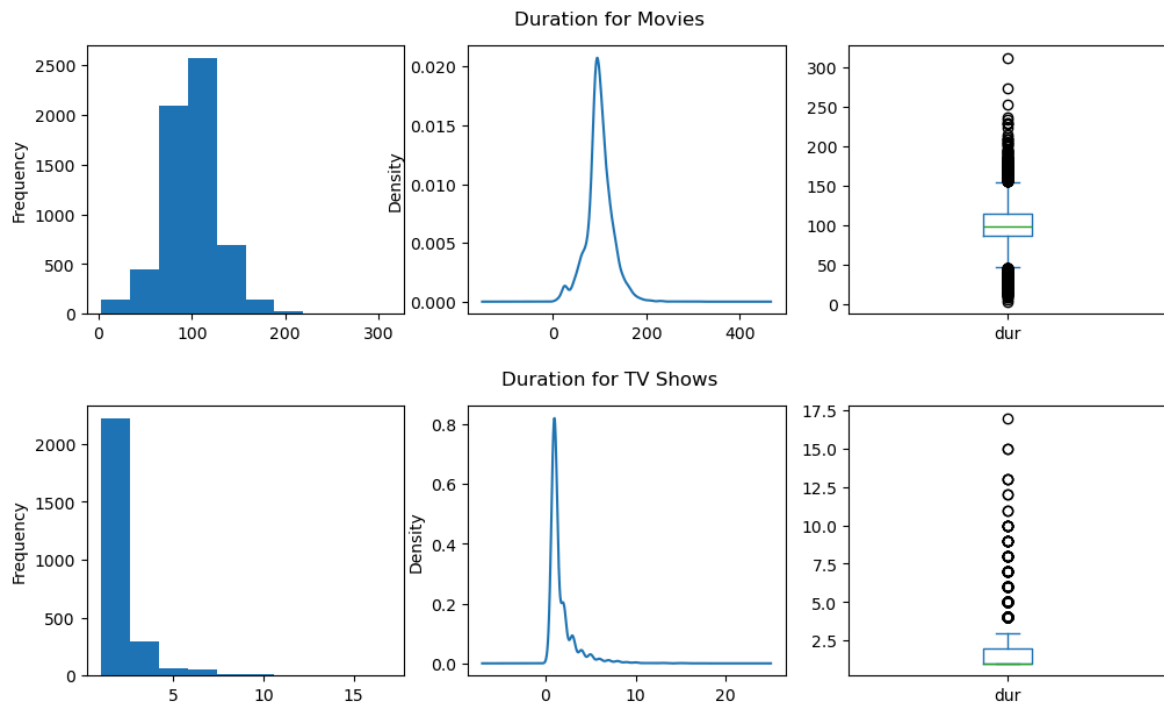 Duration for Movies
Frequency
2500
2000
1500
1000
500
0
0 100 200 300
Density
0.020
0.015
0.010
0.005
0.000
0 200 400
300
250
200
150
100
50
0
dur
Duration for TV Shows
Frequency
2000
1500
1000
500
0
5 10 15
Density
0.8
0.6
0.4
0.2
0.0
0 10 20
17.5
15.0
12.5
10.0
7.5
5.0
2.5
dur